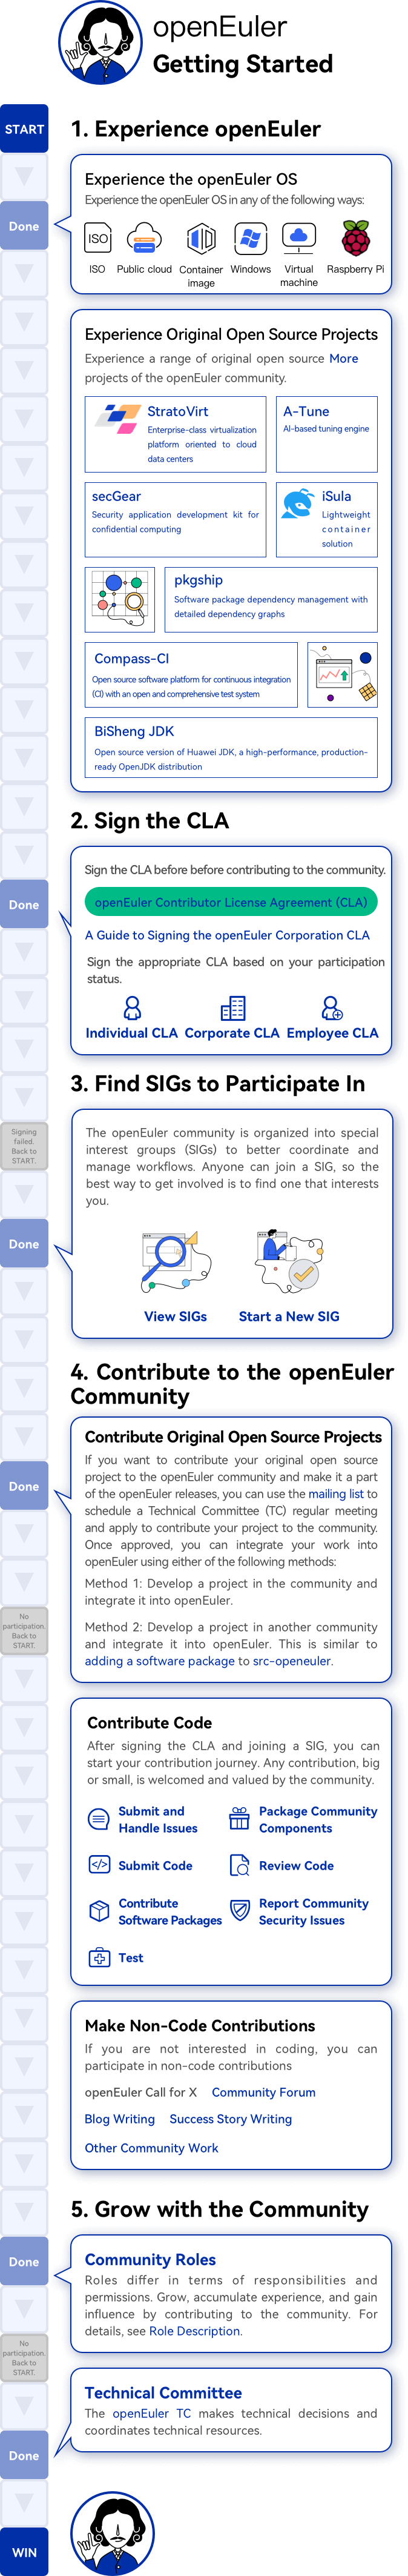 openEuler
Getting Started
START
1. Experience openEuler
Experience the openEuler OS
Experience the openEuler OS in any of the following ways:
Done
ISO
ISO
Public cloud
Container
image
Windows
Virtual
machine
Raspberry Pi
Experience Original Open Source Projects
Experience a range of original open source More
projects of the openEuler community.
StratoVirt
Enterprise-class virtualization
platform oriented to cloud
data centers
A-Tune
AI-based tuning engine
secGear
Security application development kit for
confidential computing
iSula
Lightweight
container
solution
pkgship
Software package dependency management with
detailed dependency graphs
Compass-CI
Open source software platform for continuous integration
(CI) with an open and comprehensive test system
BiSheng JDK
Open source version of Huawei JDK, a high-performance, production-
ready OpenJDK distribution
2. Sign the CLA
Sign the CLA before before contributing to the community.
Done
openEuler Contributor License Agreement (CLA)
A Guide to Signing the openEuler Corporation CLA
Sign the appropriate CLA based on your participation
status.
Individual CLA
Corporate CLA
Employee CLA
3. Find SIGs to Participate In
Signing
failed.
Back to
START.
The openEuler community is organized into special
interest groups (SIGs) to better coordinate and
manage workflows. Anyone can join a SIG, so the
best way to get involved is to find one that interests
you.
Done
View SIGs
Start a New SIG
4. Contribute to the openEuler
Community
Contribute Original Open Source Projects
If you want to contribute your original open source
project to the openEuler community and make it a part
of the openEuler releases, you can use the mailing list to
schedule a Technical Committee (TC) regular meeting
and apply to contribute your project to the community.
Once approved, you can integrate your work into
openEuler using either of the following methods:
Done
Method 1: Develop a project in the community and
integrate it into openEuler.
Method 2: Develop a project in another community
and integrate it into openEuler. This is similar to
adding a software package to src-openeuler.
No
participation.
Back to
START.
Contribute Code
After signing the CLA and joining a SIG, you can
start your contribution journey. Any contribution, big
or small, is welcomed and valued by the community.
Submit and
Handle Issues
Package Community
Components
Submit Code
Review Code
Contribute
Software Packages
Report Community
Security Issues
Test
Make Non-Code Contributions
If you are not interested in coding, you can
participate in non-code contributions
openEuler Call for X
Community Forum
Blog Writing
Success Story Writing
Other Community Work
5. Grow with the Community
Done
Community Roles
Roles differ in terms of responsibilities and
permissions. Grow, accumulate experience, and gain
influence by contributing to the community. For
details, see Role Description.
No
participation.
Back to
START.
Technical Committee
The openEuler TC makes technical decisions and
coordinates technical resources.
Done
WIN